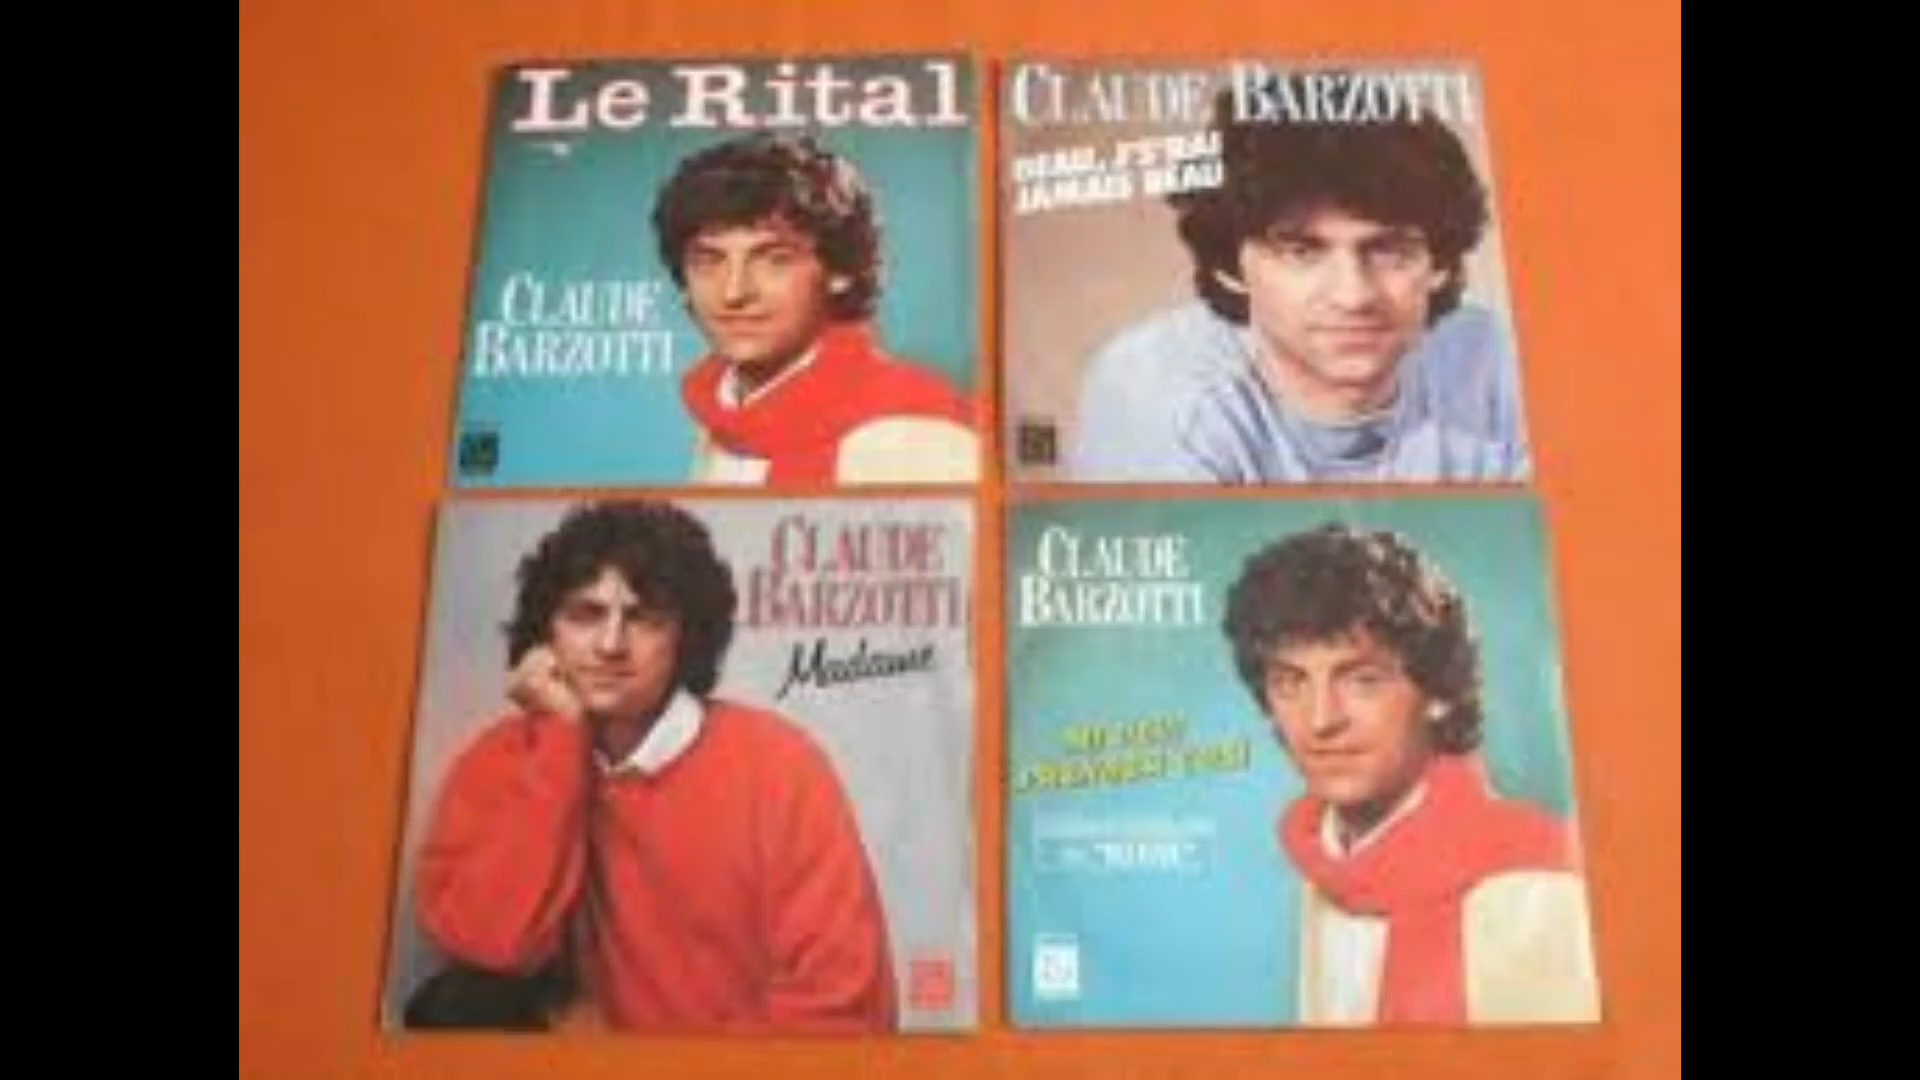 Le Rital
CLAUDE
BARZOTTI
CLAUDE BARZOTTI
BEAU, J'S'RAI
JAMAIS BEAU
CLAUDE
BARZOTTI
Madame
CLAUDE
BARZOTTI